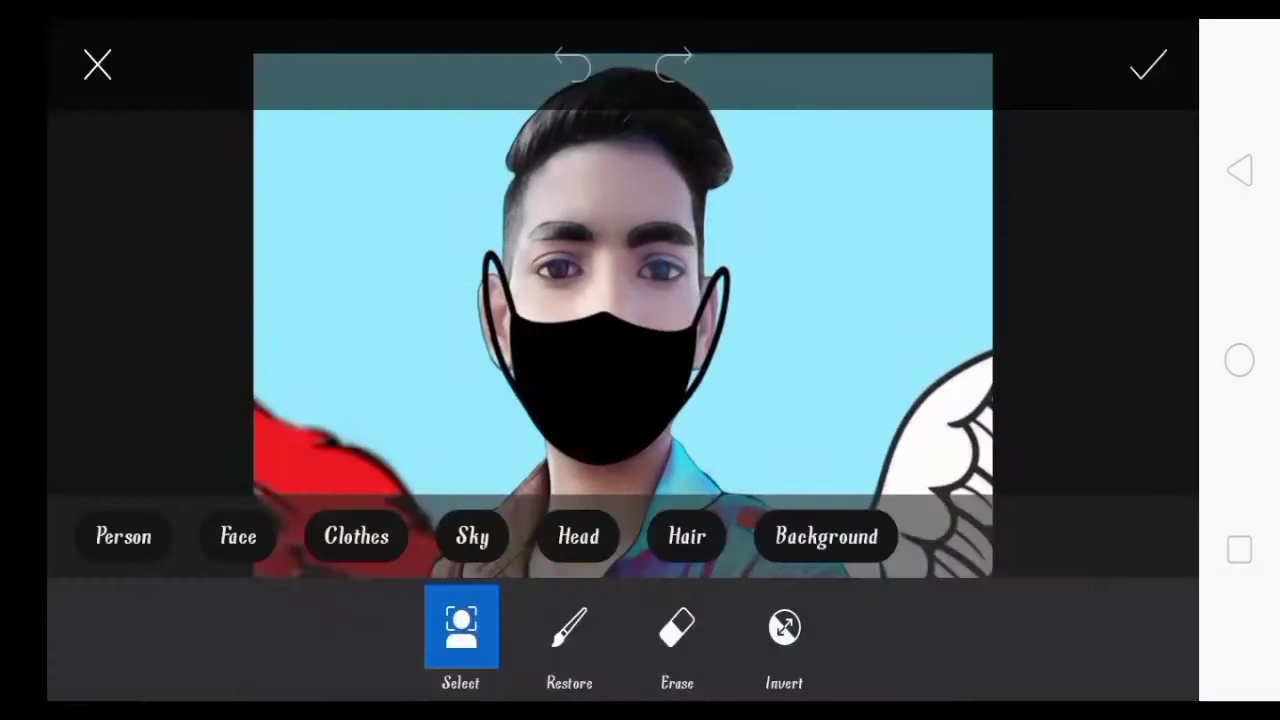 Person Face Clothes Sky Head Hair Background
Select Restore Erase Invert